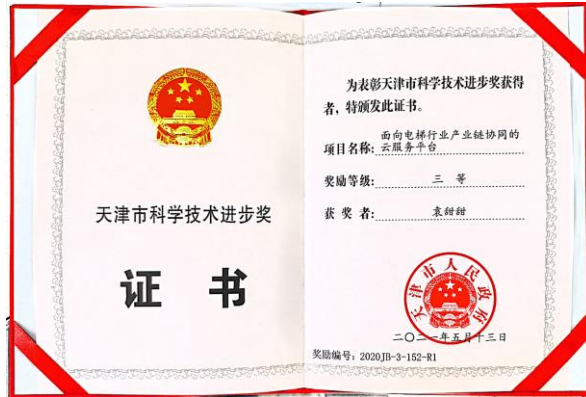 天津市科学技术进步奖
证书
为表彰天津市科学技术进步奖获得
者，特颁发此证书。
项目名称：面向电梯行业产业链协同的
云服务平台
奖励等级：三等
获奖者：袁甜甜
天津市人民政府
二〇二一年五月十三日
奖励编号：2020JB-3-152-R1